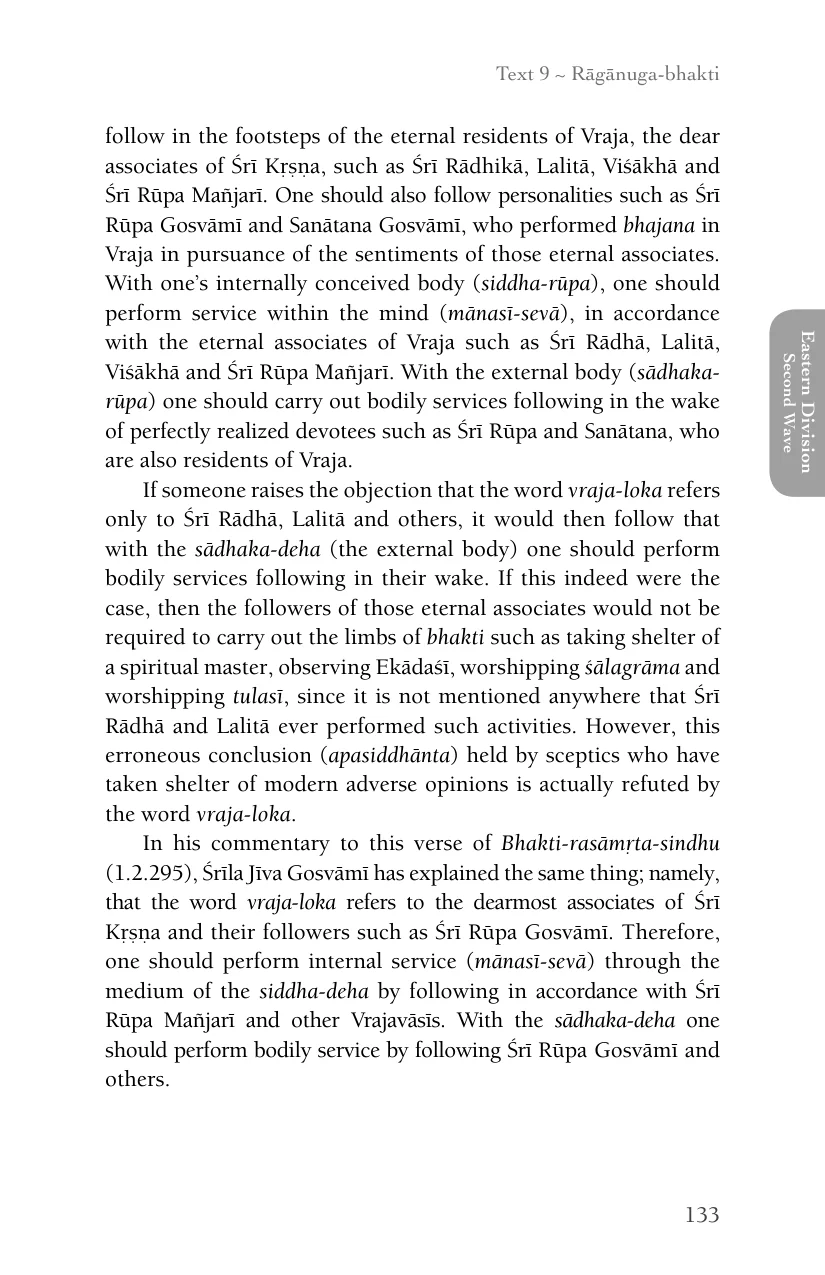 Text 9 ~ Rāgānuga-bhakti
follow in the footsteps of the eternal residents of Vraja, the dear
associates of Śrī Kṛṣṇa, such as Śrī Rādhikā, Lalitā, Viśākhā and
Śrī Rūpa Mañjarī. One should also follow personalities such as Śrī
Rūpa Gosvāmī and Sanātana Gosvāmī, who performed bhajana in
Vraja in pursuance of the sentiments of those eternal associates.
With one’s internally conceived body (siddha-rūpa), one should
perform service within the mind (mānasī-sevā), in accordance
with the eternal associates of Vraja such as Śrī Rādhā, Lalitā,
Viśākhā and Śrī Rūpa Mañjarī. With the external body (sādhaka-
rūpa) one should carry out bodily services following in the wake
of perfectly realized devotees such as Śrī Rūpa and Sanātana, who
are also residents of Vraja.
If someone raises the objection that the word vraja-loka refers
only to Śrī Rādhā, Lalitā and others, it would then follow that
with the sādhaka-deha (the external body) one should perform
bodily services following in their wake. If this indeed were the
case, then the followers of those eternal associates would not be
required to carry out the limbs of bhakti such as taking shelter of
a spiritual master, observing Ekādaśī, worshipping śālagrāma and
worshipping tulasī, since it is not mentioned anywhere that Śrī
Rādhā and Lalitā ever performed such activities. However, this
erroneous conclusion (apasiddhānta) held by sceptics who have
taken shelter of modern adverse opinions is actually refuted by
the word vraja-loka.
In his commentary to this verse of Bhakti-rasāmṛta-sindhu
(1.2.295), Śrīla Jīva Gosvāmī has explained the same thing; namely,
that the word vraja-loka refers to the dearmost associates of Śrī
Kṛṣṇa and their followers such as Śrī Rūpa Gosvāmī. Therefore,
one should perform internal service (mānasī-sevā) through the
medium of the siddha-deha by following in accordance with Śrī
Rūpa Mañjarī and other Vrajavāsīs. With the sādhaka-deha one
should perform bodily service by following Śrī Rūpa Gosvāmī and
others.
Eastern Division
Second Wave
133